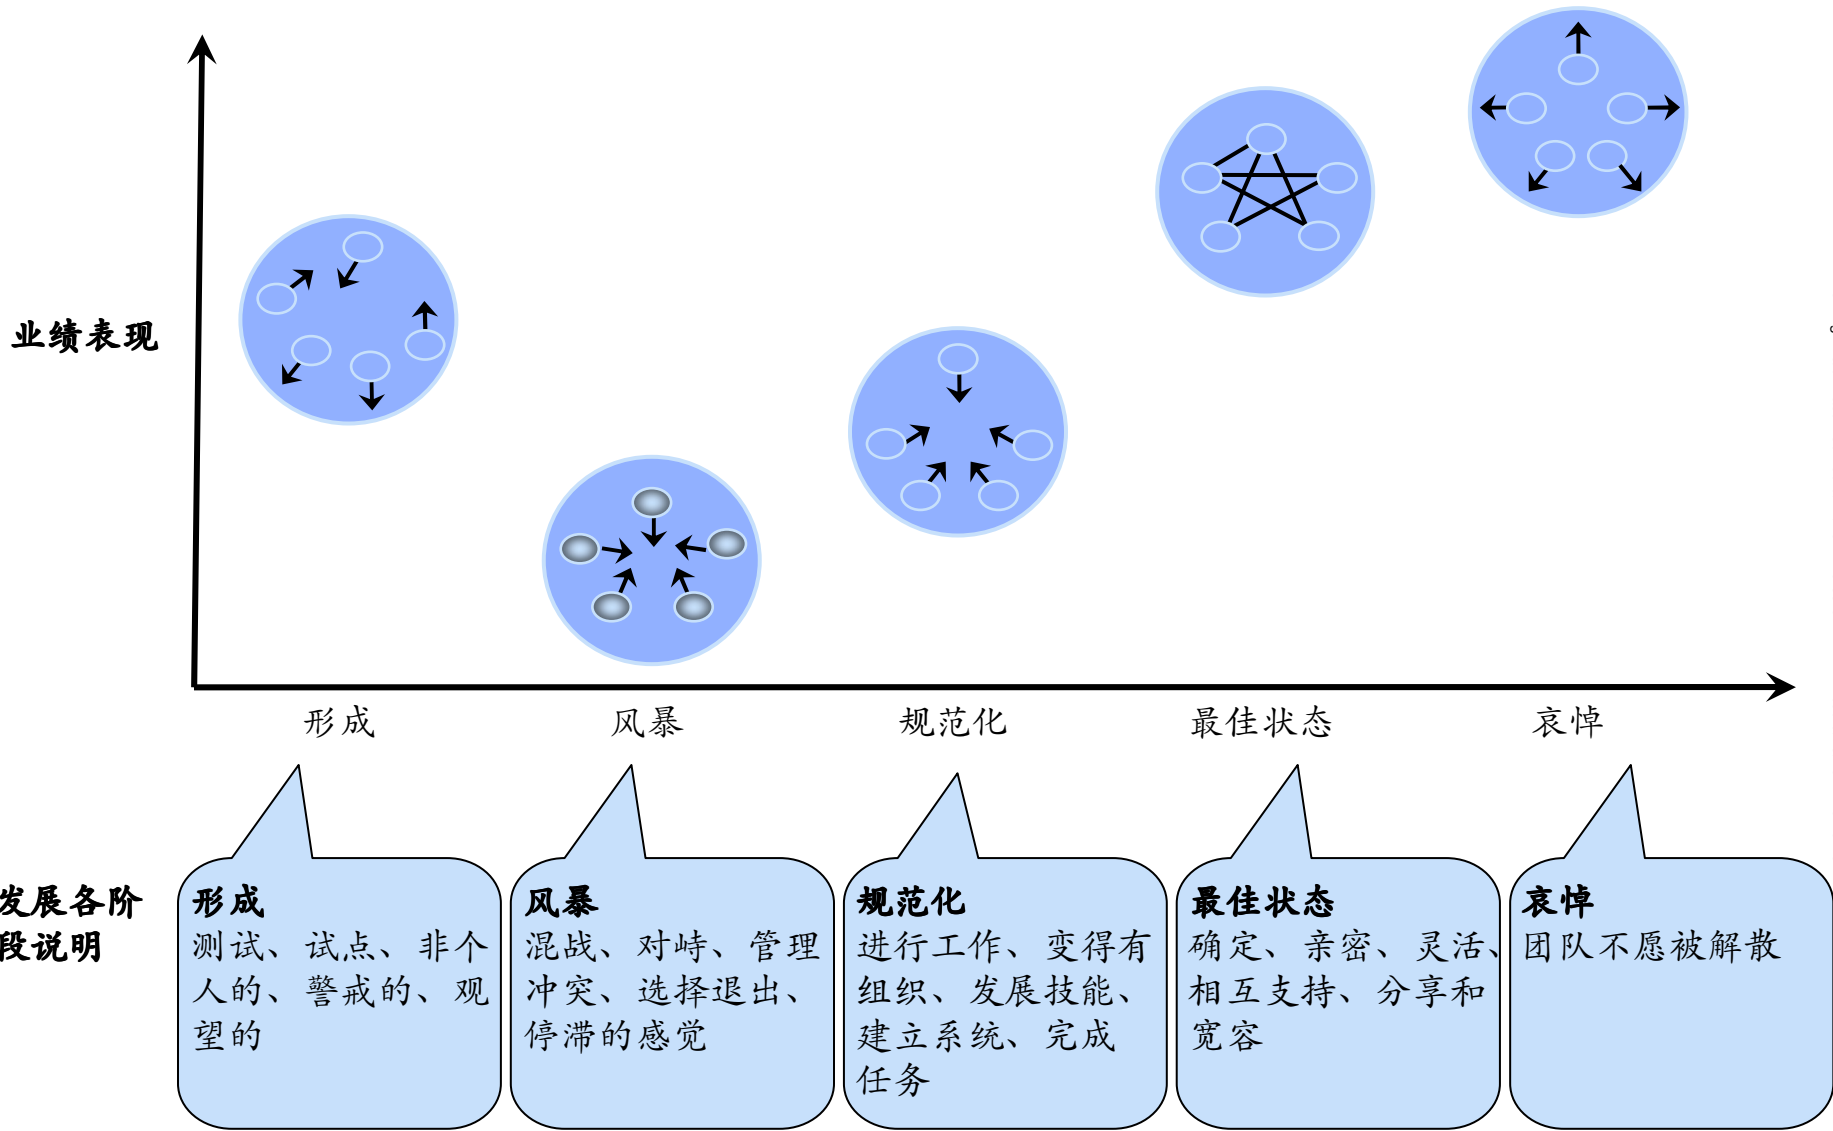 业绩表现
形成
风暴
规范化
最佳状态
哀悼
发展各阶
段说明
形成
测试、试点、非个
人的、警戒的、观
望的
风暴
混战、对峙、管理
冲突、选择退出、
停滞的感觉
规范化
进行工作、变得有
组织、发展技能、
建立系统、完成
任务
最佳状态
确定、亲密、灵活、
相互支持、分享和
宽容
哀悼
团队不愿被解散